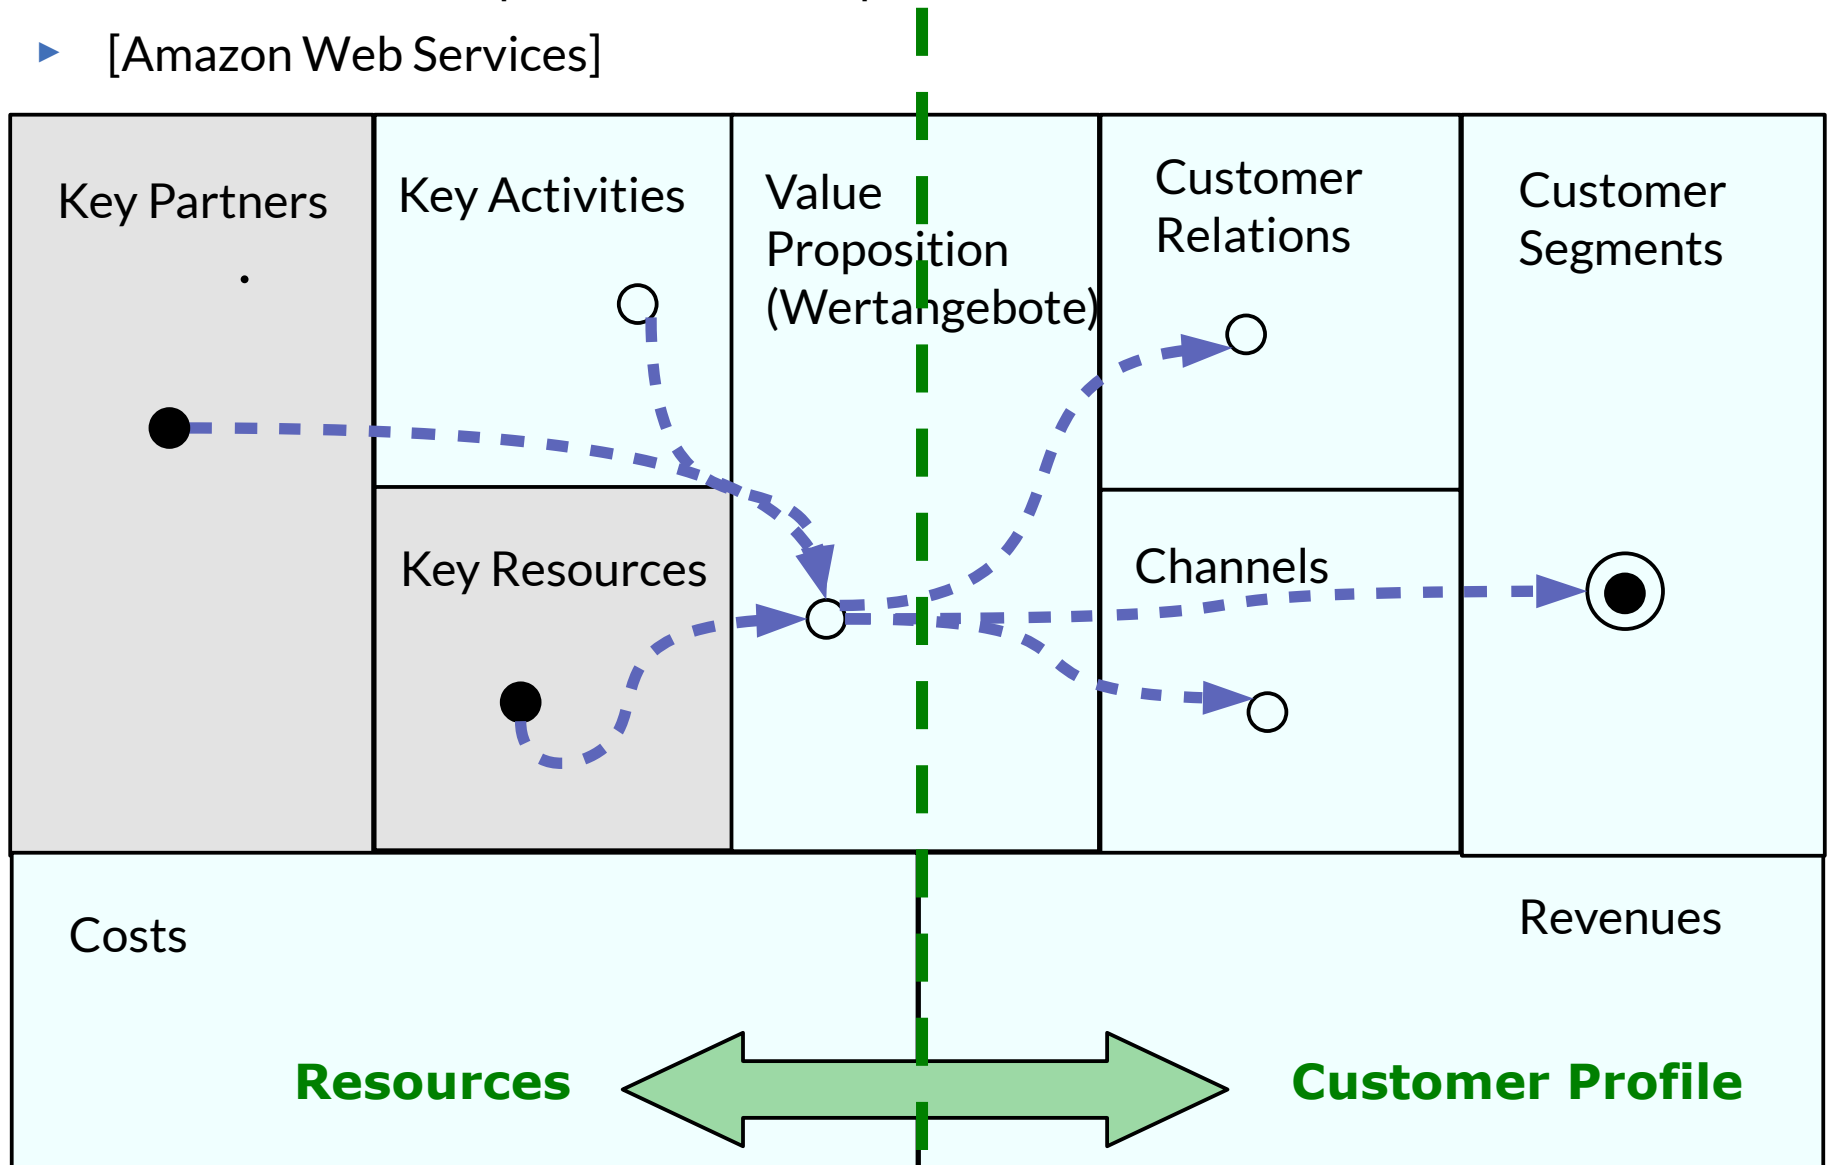 [Amazon Web Services]
Key Partners
Key Activities
Value
Proposition
(Wertangebote)
Customer
Relations
Customer
Segments
Key Resources
Channels
Costs
Revenues
Resources
Customer Profile